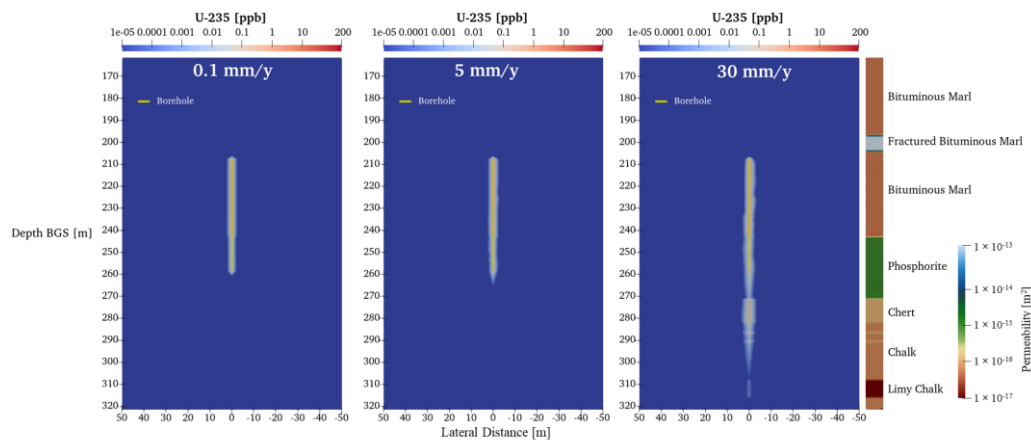 U-235 [ppb] U-235 [ppb] U-235 [ppb]
1e-05 0.0001 0.001 0.01 0.1 1 10 200 1e-05 0.0001 0.001 0.01 0.1 1 10 200 1e-05 0.0001 0.001 0.01 0.1 1 10 200
0.1 mm/y 5 mm/y 30 mm/y
Borehole Borehole Borehole
Depth BGS [m]
170 170 170
180 180 180
190 190 190
200 200 200
210 210 210
220 220 220
230 230 230
240 240 240
250 250 250
260 260 260
270 270 270
280 280 280
290 290 290
300 300 300
310 310 310
320 320 320
50 40 30 20 10 0 -10 -20 -30 -40 -50 50 40 30 20 10 0 -10 -20 -30 -40 -50 50 40 30 20 10 0 -10 -20 -30 -40 -50
Lateral Distance [m]
Bituminous Marl
Fractured Bituminous Marl
Bituminous Marl
Phosphorite
Chert
Chalk
Limy Chalk
1 × 10⁻¹³
1 × 10⁻¹⁴
1 × 10⁻¹⁵
1 × 10⁻¹⁶
1 × 10⁻¹⁷
Permeability [m²]